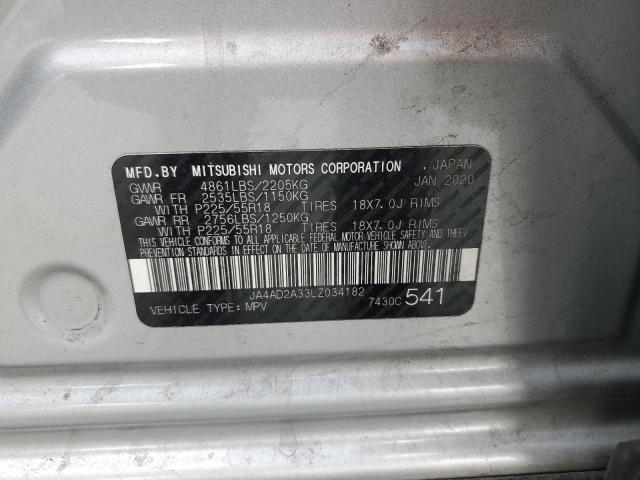 MFD.BY MITSUBISHI MOTORS CORPORATION , JAPAN
GVWR 4861LBS/2205KG JAN 2020
GAWR FR 2535LBS/1150KG
WITH P225/55R18 TIRES 18X7.0J RIMS
GAWR RR 2756LBS/1250KG
WITH P225/55R18 TIRES 18X7.0J RIMS
THIS VEHICLE CONFORMS TO ALL APPLICABLE FEDERAL MOTOR VEHICLE SAFETY AND THEFT
PREVENTION STANDARDS IN EFFECT ON THE DATE OF MANUFACTURE SHOWN ABOVE.
JA4AD2A33LZ034182
VEHICLE TYPE: MPV 7430C 541